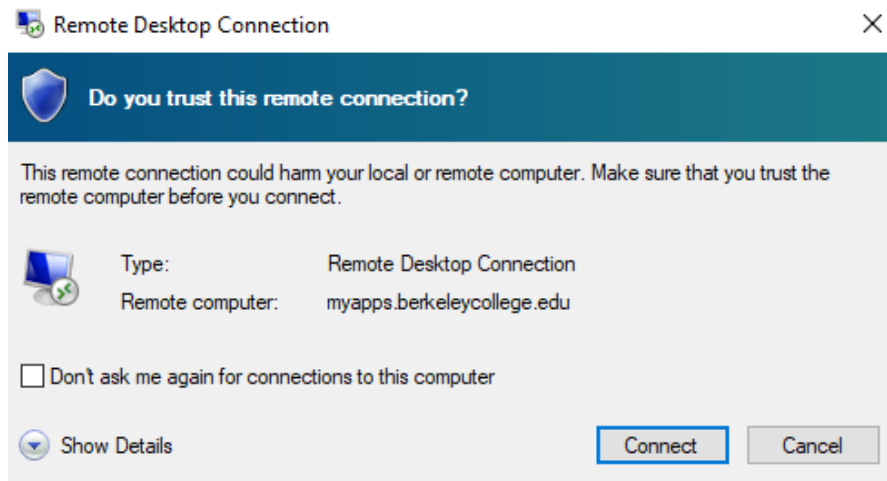 Remote Desktop Connection
Do you trust this remote connection?
This remote connection could harm your local or remote computer. Make sure that you trust the
remote computer before you connect.
Type: Remote Desktop Connection
Remote computer: myapps.berkeleycollege.edu
Don't ask me again for connections to this computer
Show Details Connect Cancel